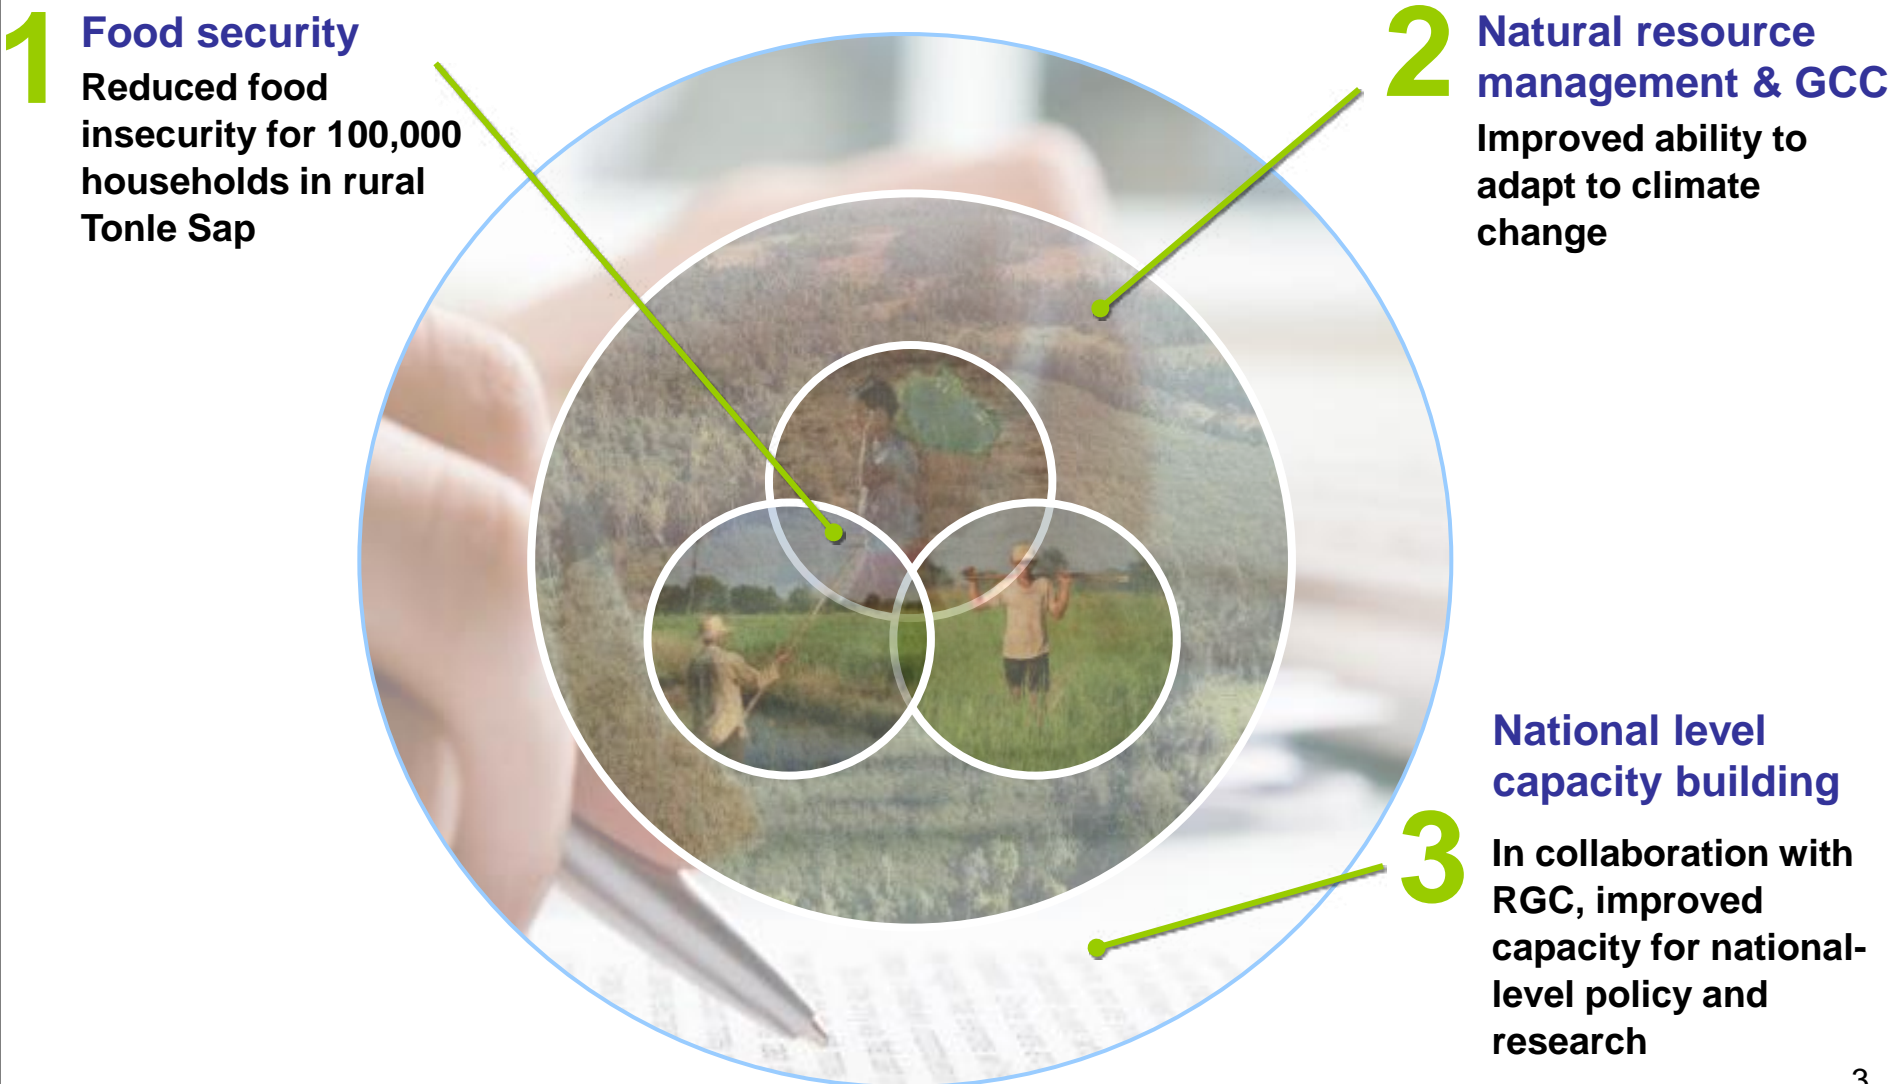 1
Food security
Reduced food
insecurity for 100,000
households in rural
Tonle Sap
2
Natural resource
management & GCC
Improved ability to
adapt to climate
change
National level
capacity building
3
In collaboration with
RGC, improved
capacity for national-
level policy and
research
3